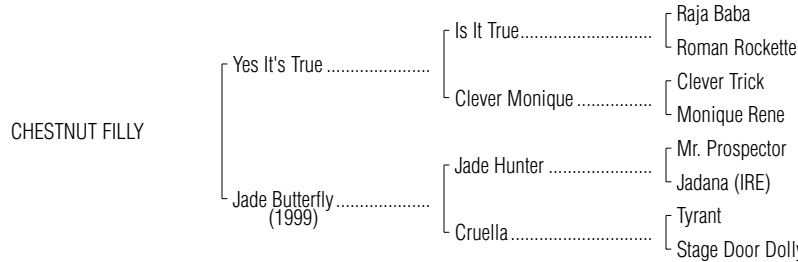 Raja Baba
Is It True......................
Roman Rockette
Yes It's True ......................
Clever Trick
Clever Monique ................
Monique Rene
CHESTNUT FILLY
Mr. Prospector
Jade Hunter ......................
Jadana (IRE)
Jade Butterfly ....................
(1999)
Tyrant
Cruella..............................
Stage Door Dolly